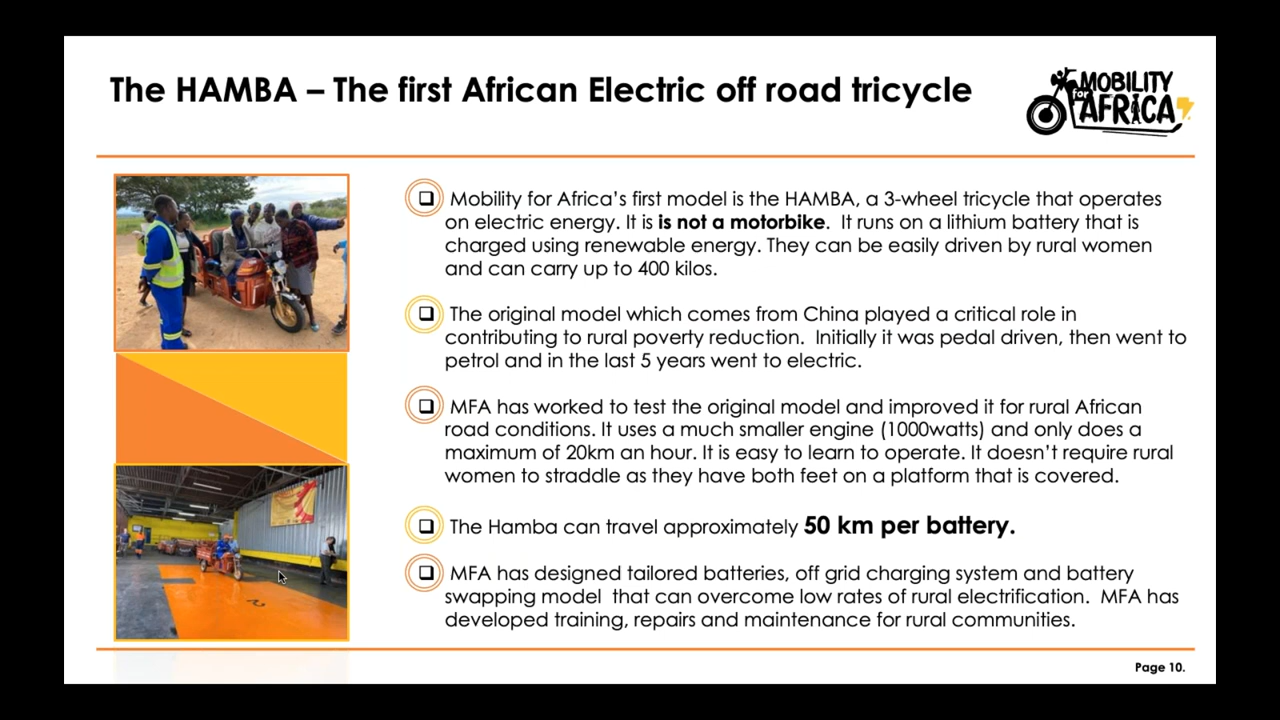 The HAMBA – The first African Electric off road tricycle
MOBILITY
for
AFRICA
Mobility for Africa's first model is the HAMBA, a 3-wheel tricycle that operates
on electric energy. It is is not a motorbike.  It runs on a lithium battery that is
charged using renewable energy. They can be easily driven by rural women
and can carry up to 400 kilos.
The original model which comes from China played a critical role in
contributing to rural poverty reduction.  Initially it was pedal driven, then went to
petrol and in the last 5 years went to electric.
MFA has worked to test the original model and improved it for rural African
road conditions. It uses a much smaller engine (1000watts) and only does a
maximum of 20km an hour. It is easy to learn to operate. It doesn't require rural
women to straddle as they have both feet on a platform that is covered.
The Hamba can travel approximately 50 km per battery.
MFA has designed tailored batteries, off grid charging system and battery
swapping model  that can overcome low rates of rural electrification.  MFA has
developed training, repairs and maintenance for rural communities.
Page 10.